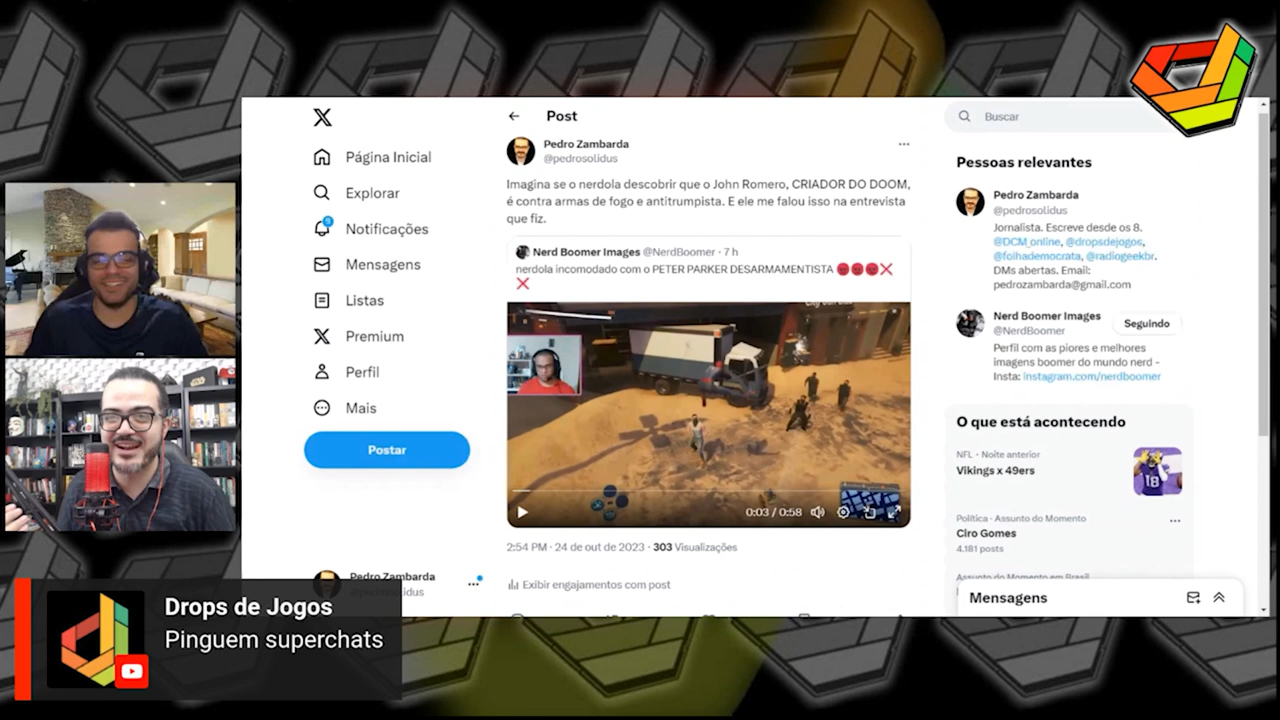 Post
Buscar
Página Inicial
Explorar
Notificações
Mensagens
Listas
Premium
Perfil
Mais
Postar
Pedro Zambarda
Pedro Zambarda
@pedrosolidus
Imagina se o nerdola descobrir que o John Romero, CRIADOR DO DOOM,
é contra armas de fogo e antitrumpista. E ele me falou isso na entrevista
que fiz.
Nerd Boomer Images @NerdBoomer · 7 h
nerdola incomodado com o PETER PARKER DESARMAMENTISTA
0:03 / 0:58
2:54 PM · 24 de out de 2023 · 303 Visualizações
Exibir engajamentos com post
Pessoas relevantes
Pedro Zambarda
@pedrosolidus
Jornalista. Escreve desde os 8.
@DCM_online, @dropsdejogos,
@folhademocrata, @radiogeekbr.
DMs abertas. Email:
pedrozambarda@gmail.com
Nerd Boomer Images
@NerdBoomer
Seguindo
Perfil com as piores e melhores
imagens boomer do mundo nerd -
Insta: instagram.com/nerdboomer
O que está acontecendo
NFL · Noite anterior
Vikings x 49ers
18
Política · Assunto do Momento
Ciro Gomes
4.181 posts
Assunto do Momento em Brasil
Mensagens
Drops de Jogos
Pinguem superchats